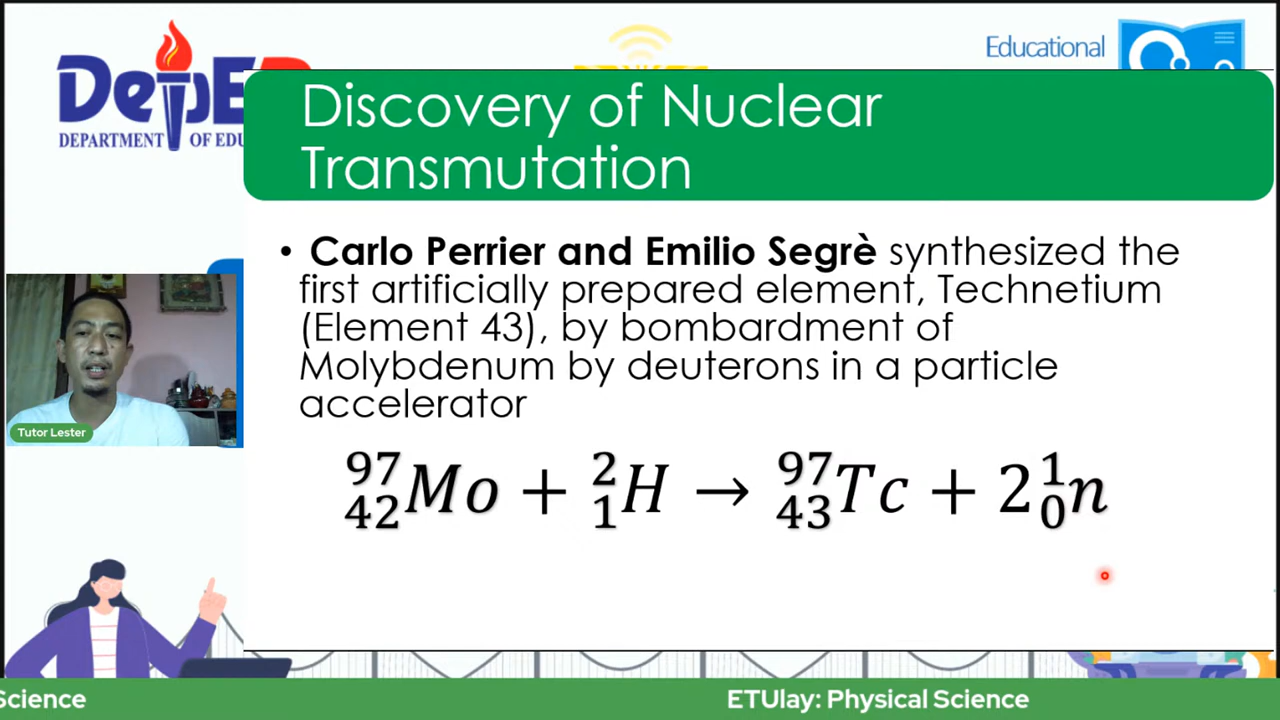 DepE
DEPARTMENT OF EDU
Educational
Discovery of Nuclear
Transmutation
• Carlo Perrier and Emilio Segrè synthesized the
first artificially prepared element, Technetium
(Element 43), by bombardment of
Molybdenum by deuterons in a particle
accelerator
Tutor Lester
⁹⁷₄₂Mo + ²₁H → ⁹⁷₄₃Tc + 2¹₀n
Science
ETUlay: Physical Science